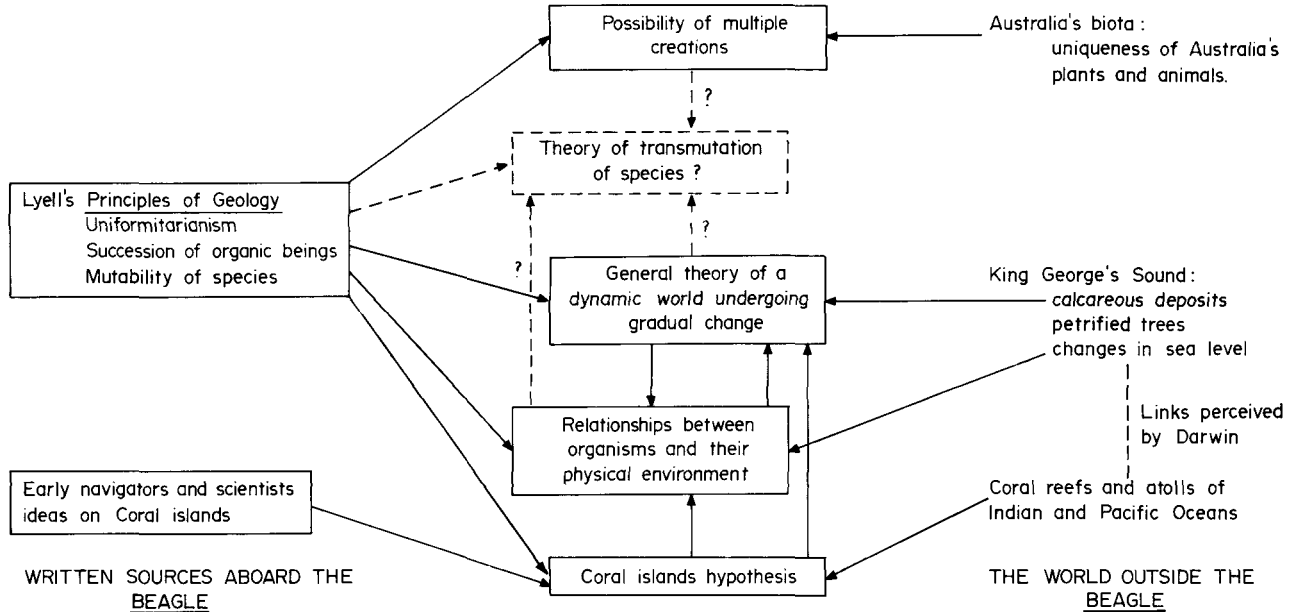 Possibility of multiple
creations
Australia's biota :
uniqueness of Australia's
plants and animals.
?
Theory of transmutation
of species ?
Lyell's Principles of Geology
Uniformitarianism
Succession of organic beings
Mutability of species
?
?
General theory of a
dynamic world undergoing
gradual change
King George's Sound :
calcareous deposits
petrified trees
changes in sea level
Links perceived
by Darwin
Relationships between
organisms and their
physical environment
Early navigators and scientists
ideas on Coral islands
Coral reefs and atolls of
Indian and Pacific Oceans
Coral islands hypothesis
WRITTEN SOURCES ABOARD THE
BEAGLE
THE WORLD OUTSIDE THE
BEAGLE